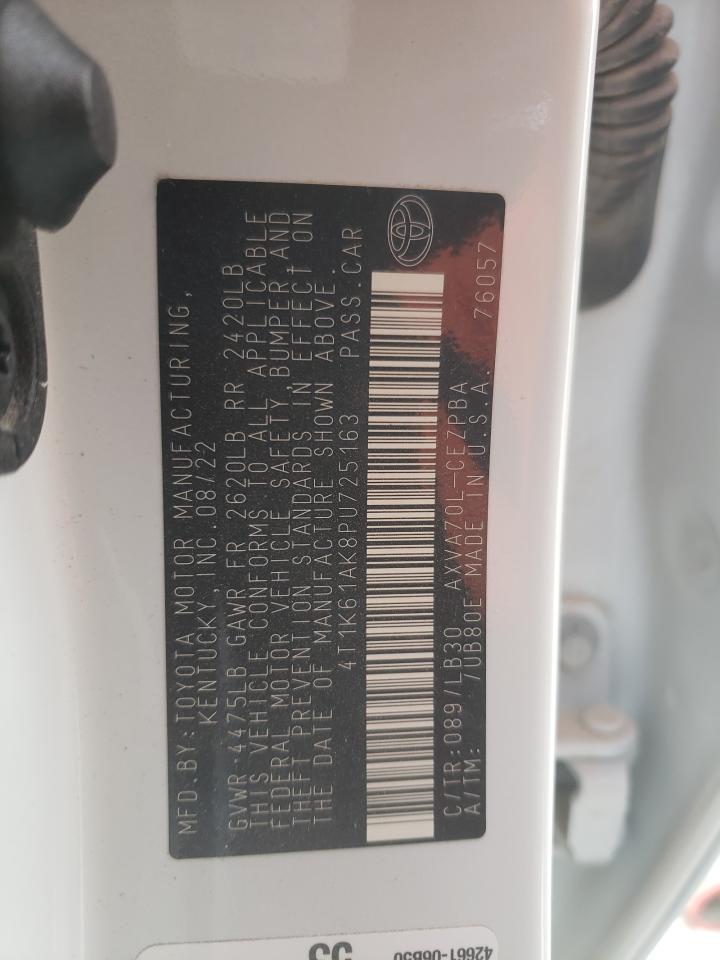 MFD.BY:TOYOTA MOTOR MANUFACTURING,
KENTUCKY,INC.08/22
GVWR 4475LB GAWR FR 2620LB RR 2420LB
THIS VEHICLE CONFORMS TO ALL APPLICABLE
FEDERAL MOTOR VEHICLE SAFETY, BUMPER,AND
THEFT PREVENTION STANDARDS IN EFFECT ON
THE DATE OF MANUFACTURE SHOWN ABOVE.
4T1K61AK8PU725163 PASS.CAR
C/TR:089/LB30 AXVA70L-CEZPBA
A/TM: /UB80E MADE IN U.S.A. 76057
42661-06B50